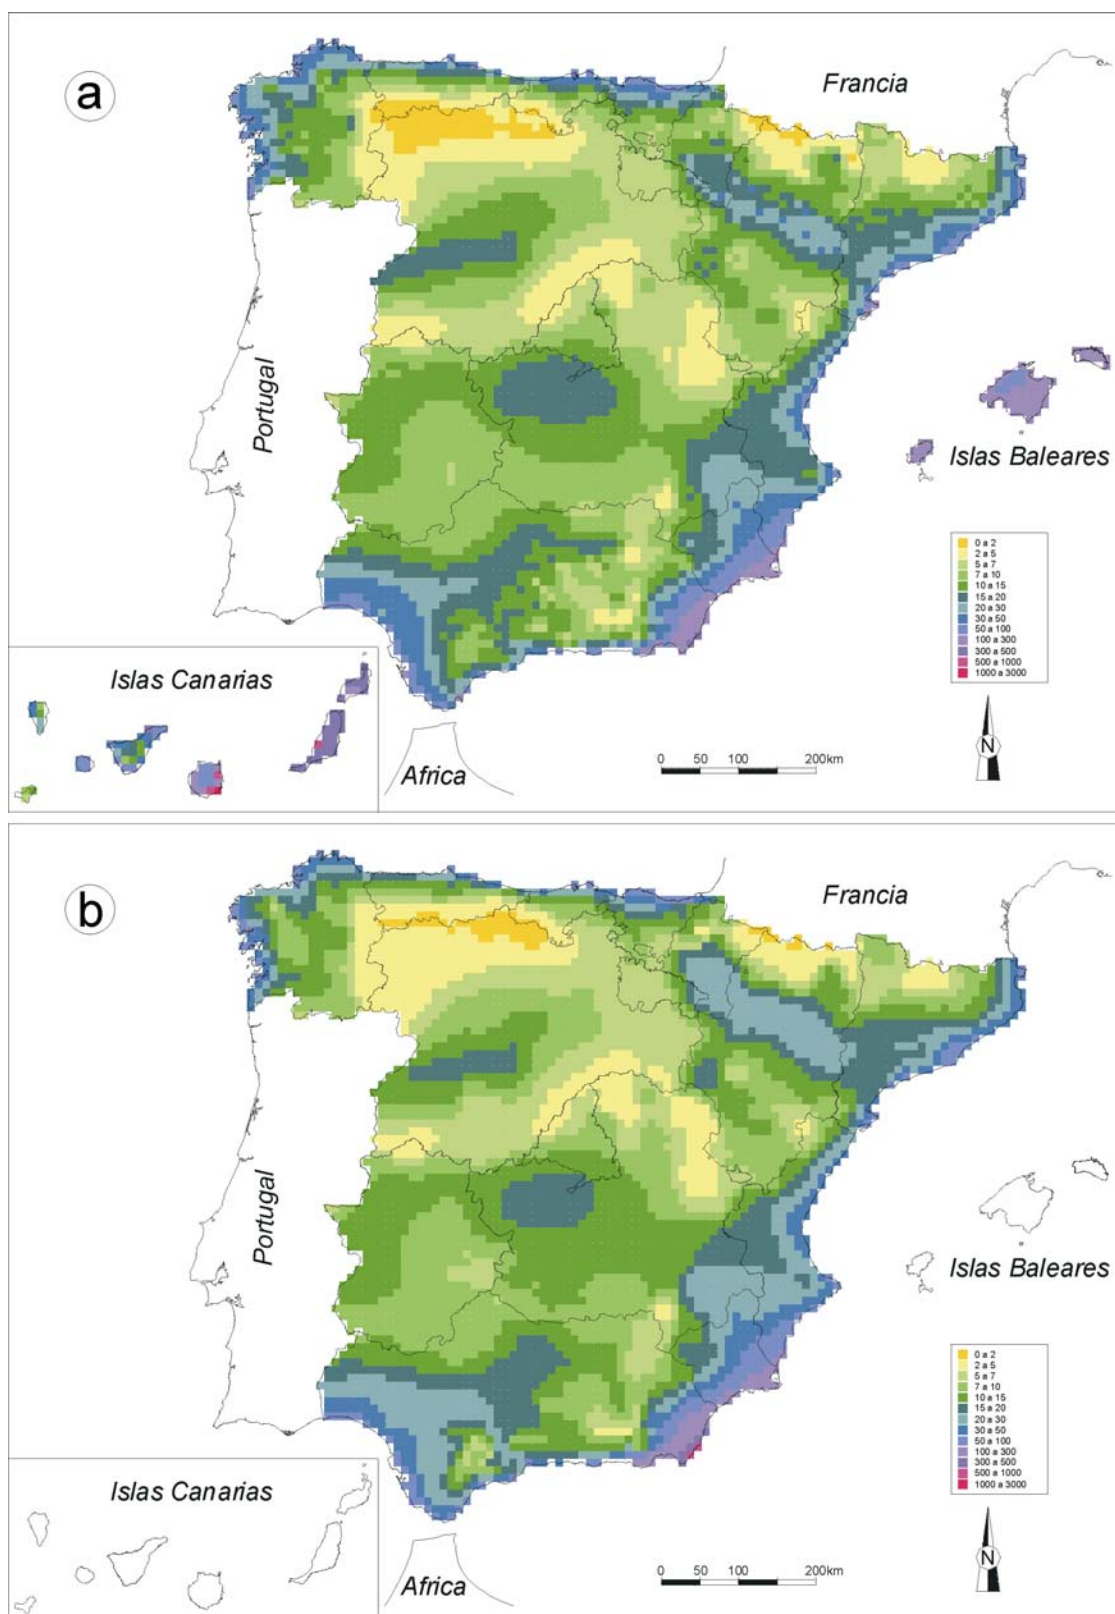 a
Francia
Portugal
Islas Baleares
0 a 2
2 a 5
5 a 7
7 a 10
10 a 15
15 a 20
20 a 30
30 a 50
50 a 100
100 a 300
300 a 500
500 a 1000
1000 a 3000
Islas Canarias
Africa
0 50 100 200km
N
b
Francia
Portugal
Islas Baleares
0 a 2
2 a 5
5 a 7
7 a 10
10 a 15
15 a 20
20 a 30
30 a 50
50 a 100
100 a 300
300 a 500
500 a 1000
1000 a 3000
Islas Canarias
Africa
0 50 100 200km
N